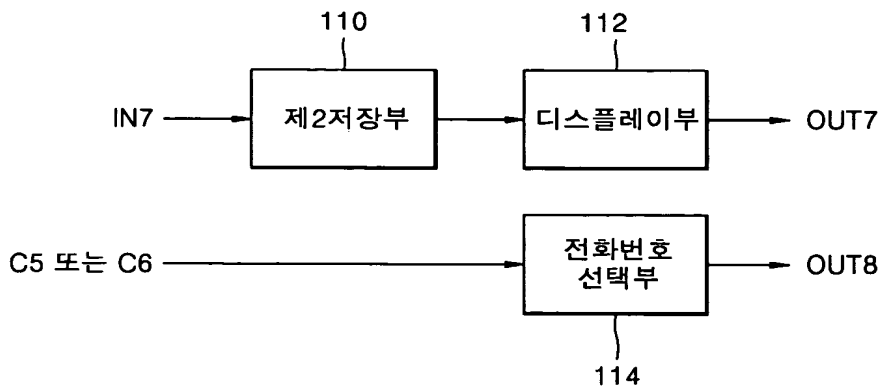 110
112
IN7
제2저장부
디스플레이부
OUT7
C5 또는 C6
전화번호
선택부
OUT8
114